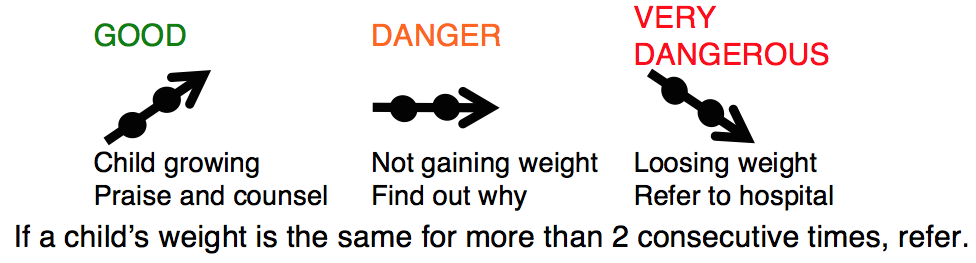 GOOD
Child growing
Praise and counsel
DANGER
Not gaining weight
Find out why
VERY
DANGEROUS
Loosing weight
Refer to hospital
If a child’s weight is the same for more than 2 consecutive times, refer.